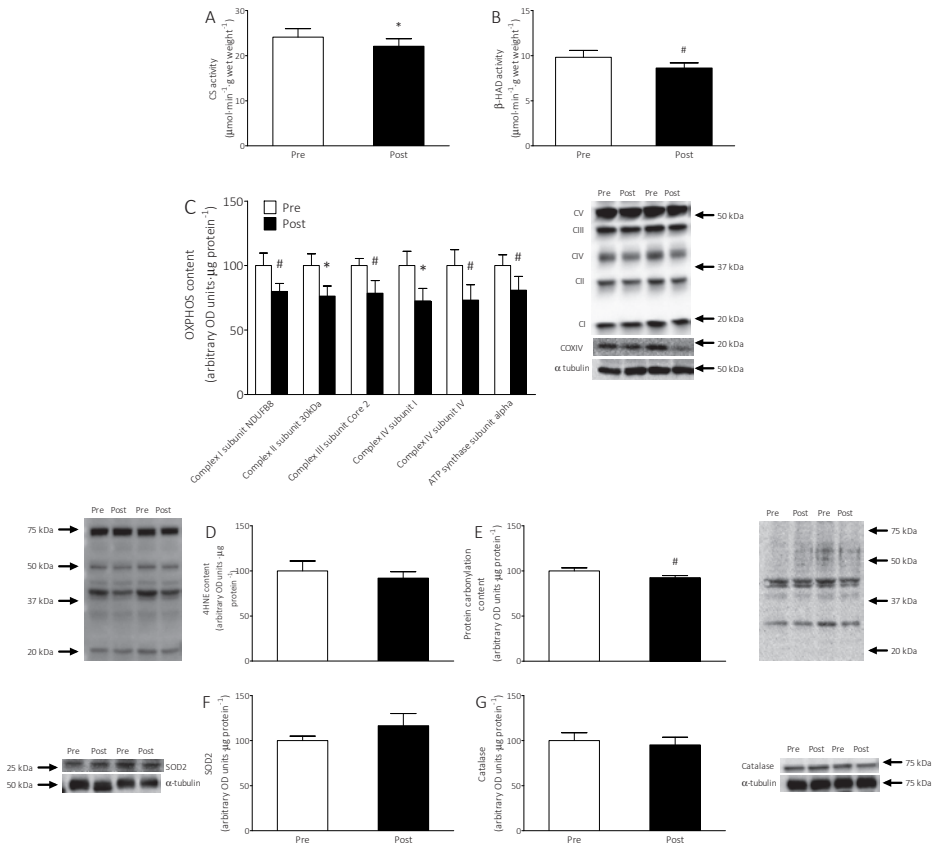 A
CS activity
(μmol·min⁻¹·g wet weight⁻¹)
30
20
10
0
*
Pre
Post
B
β-HAD activity
(μmol·min⁻¹·g wet weight⁻¹)
15
10
5
0
#
Pre
Post
C
OXPHOS content
(arbitrary OD units·μg protein⁻¹)
150
100
50
0
Pre
Post
#
*
#
*
#
#
Complex I subunit NDUFB8
Complex II subunit 30kDa
Complex III subunit Core 2
Complex IV subunit I
Complex IV subunit IV
ATP synthase subunit alpha
Pre Post Pre Post
CV
CIII
CIV
CII
CI
COXIV
α tubulin
50 kDa
37 kDa
20 kDa
20 kDa
50 kDa
Pre Post Pre Post
75 kDa
50 kDa
37 kDa
20 kDa
D
4HNE content
(arbitrary OD units·μg
protein⁻¹)
150
100
50
0
E
Protein carbonylation
content
(arbitrary OD units·μg protein⁻¹)
150
100
50
0
#
Pre Post Pre Post
75 kDa
50 kDa
37 kDa
20 kDa
Pre Post Pre Post
25 kDa
SOD2
50 kDa
α-tubulin
F
SOD2
(arbitrary OD units·μg protein⁻¹)
150
100
50
0
Pre
Post
G
Catalase
(arbitrary OD units·μg protein⁻¹)
150
100
50
0
Pre
Post
Pre Post Pre Post
Catalase
75 kDa
α-tubulin
75 kDa